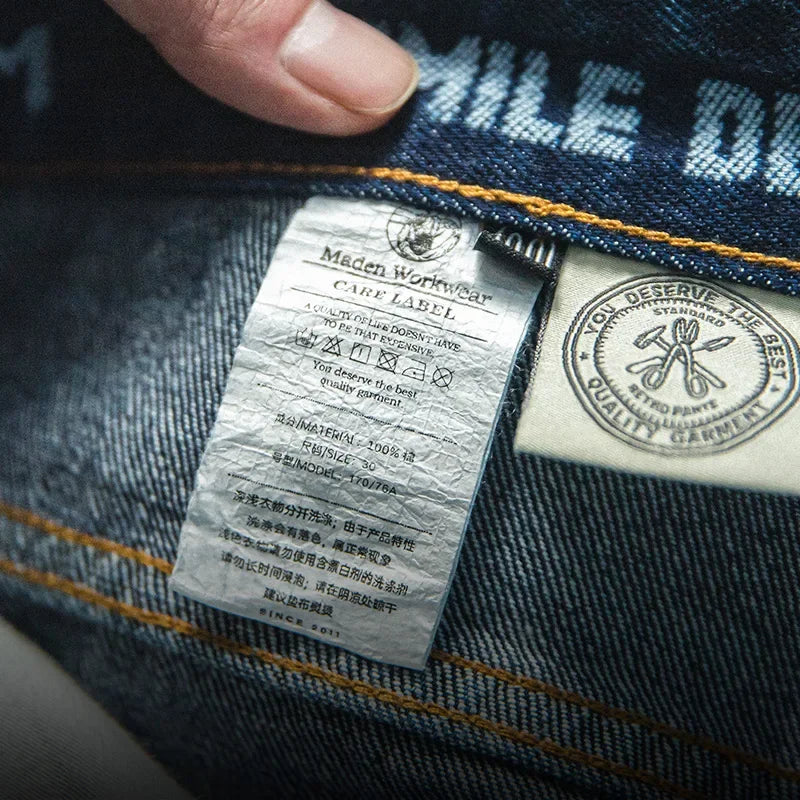 MILE DE
Maden Workwear
CARE LABEL
A QUALITY OF LIFE DOESN'T HAVE
TO BE THAT EXPENSIVE.
You deserve the best
quality garment.
成分/MATERIAL: 100%棉
尺码/SIZE: 30
号型/MODEL: 170/76A
深浅衣物分开洗涤; 由于产品特性
洗涤会有落色, 属正常现象
浅色衣物请勿使用含漂白剂的洗涤剂
请勿长时间浸泡; 请在阴凉处晾干
建议垫布熨烫
SINCE 2011
YOU DESERVE THE BEST
STANDARD
RETRO PANTS
QUALITY GARMENT